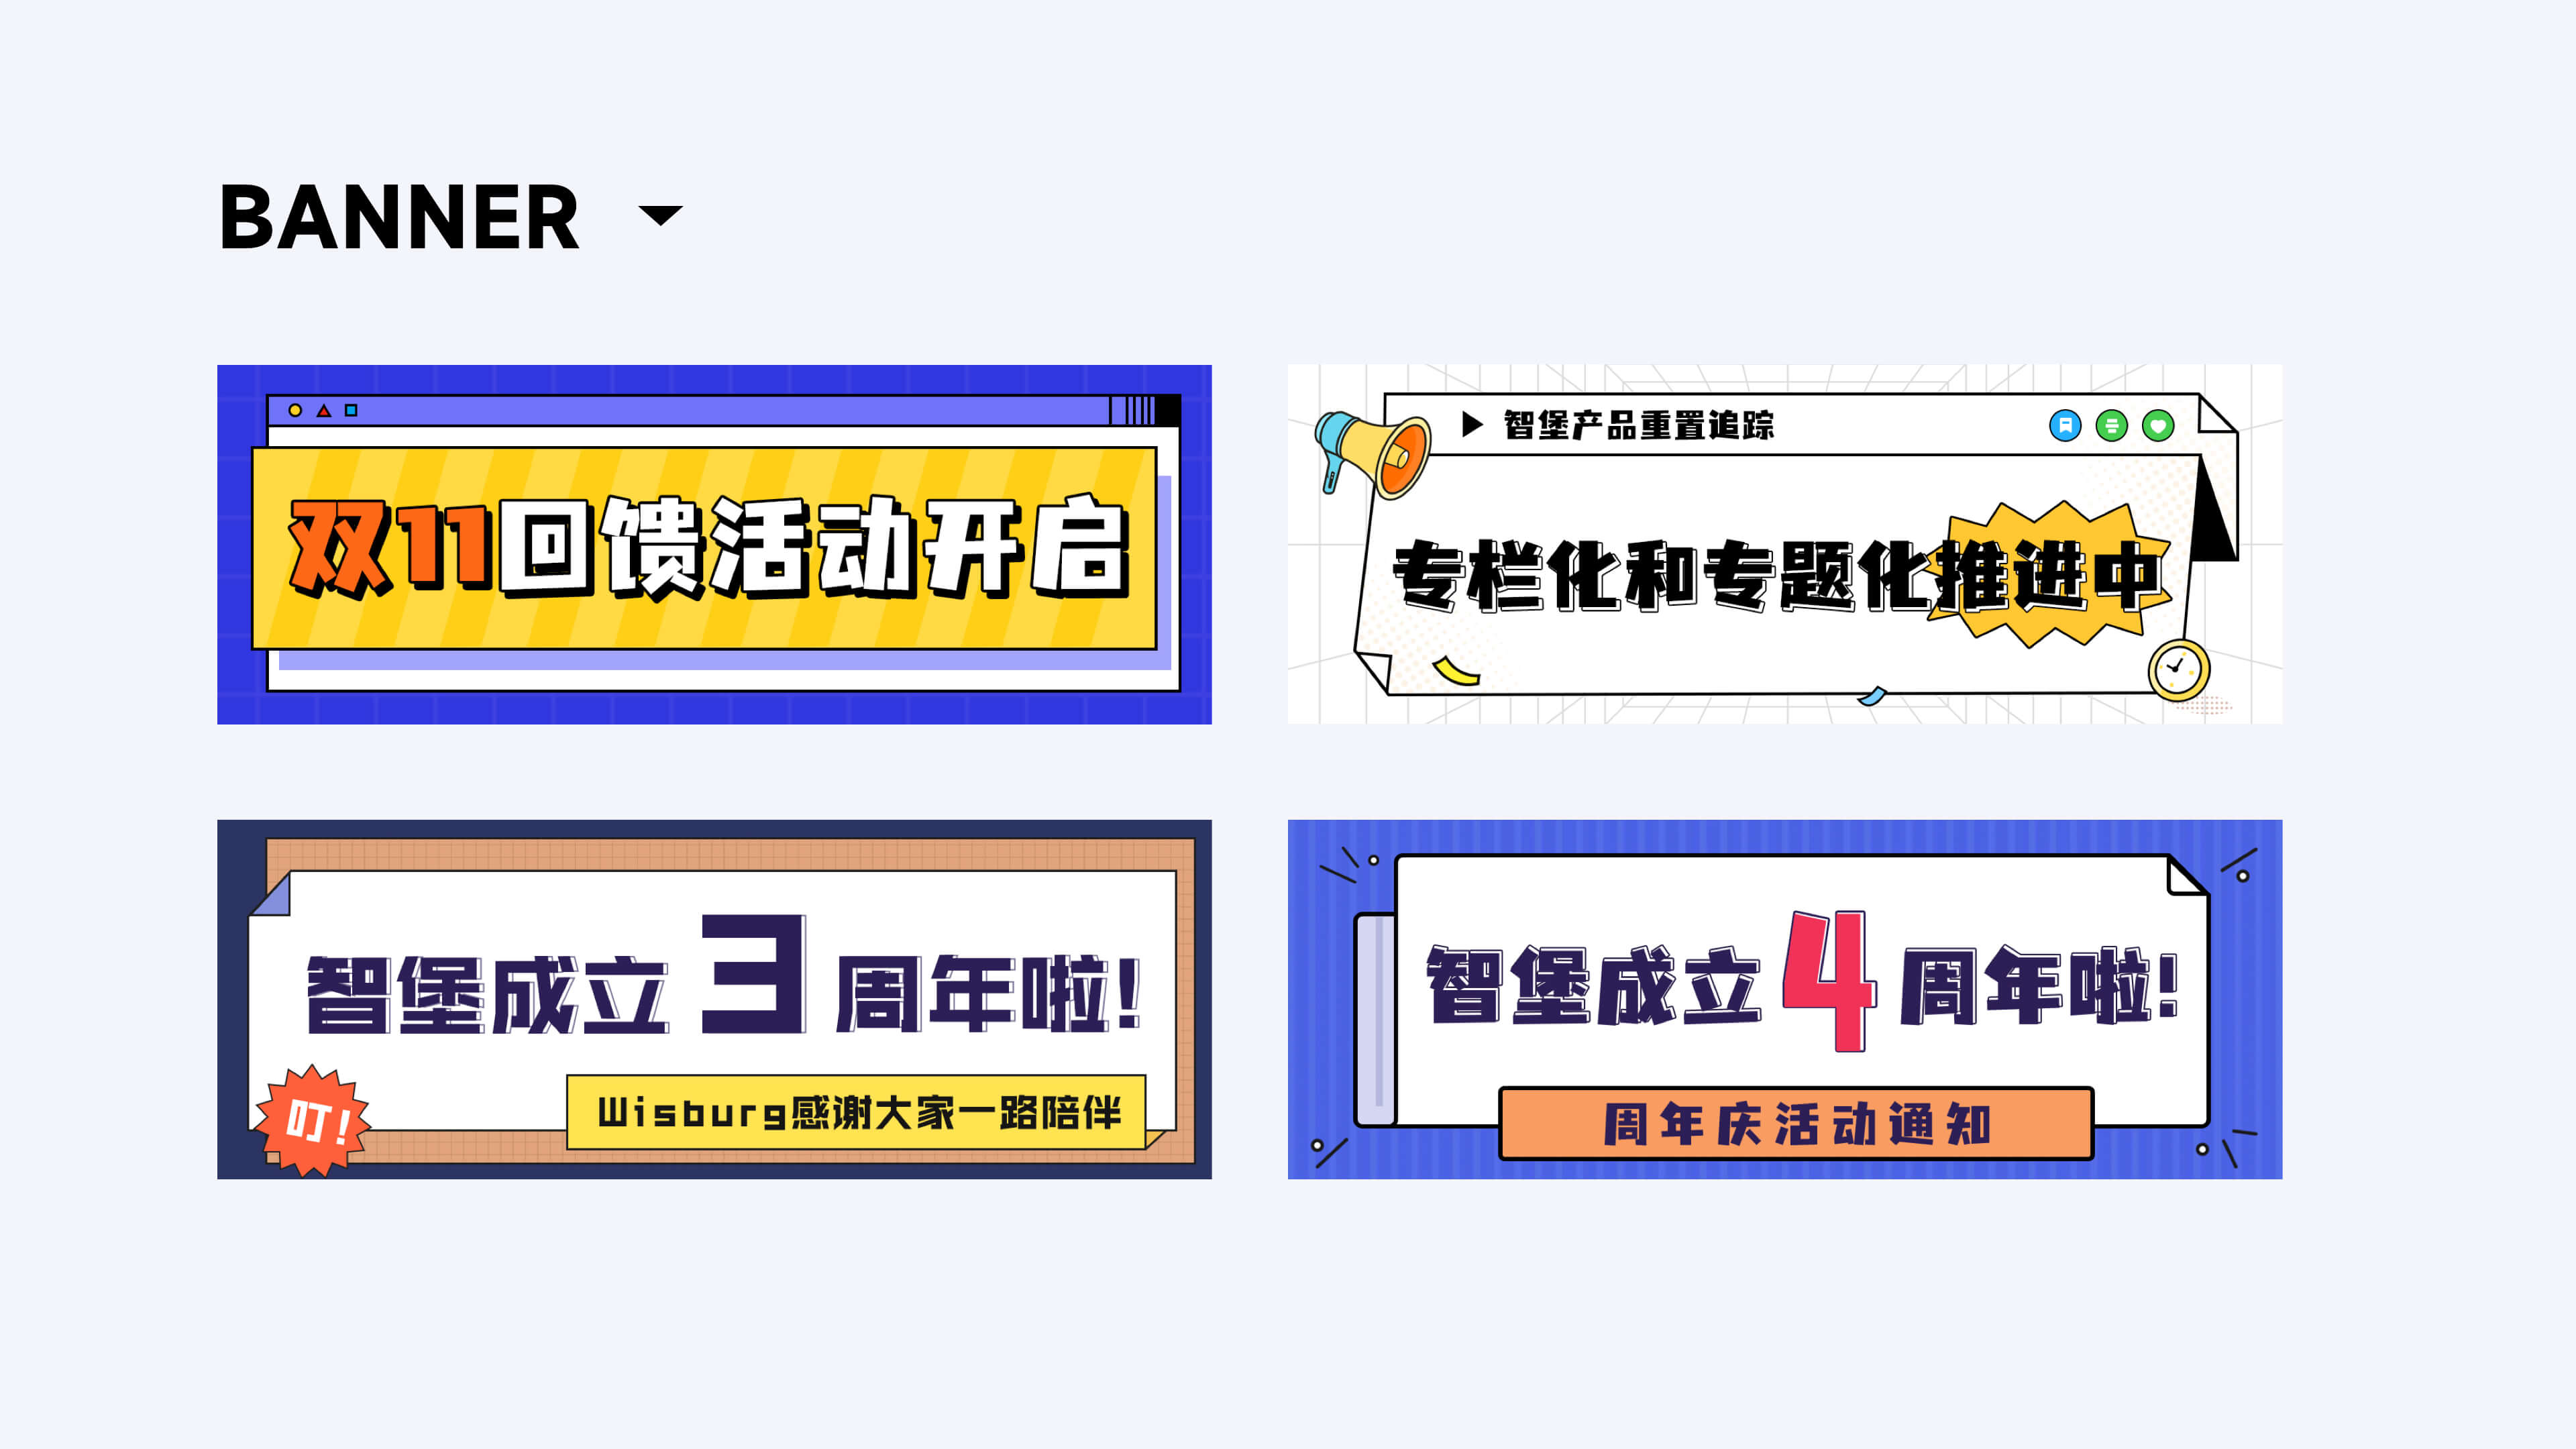 BANNER
双11回馈活动开启
智堡产品重置追踪
专栏化和专题化推进中
智堡成立3周年啦!
叮!
Wisburg感谢大家一路陪伴
智堡成立4周年啦!
周年庆活动通知